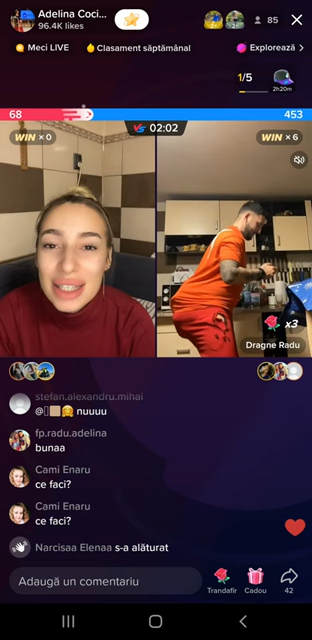 Adelina Coci...
96.4K likes
85
Meci LIVE
Clasament săptămânal
Explorează
1/5
2h20m
68
453
WIN × 0
VS 02:02
WIN × 6
x3
Dragne Radu
stefan.alexandru.mihai
nuuuu
fp.radu.adelina
bunaa
Cami Enaru
ce faci?
Cami Enaru
ce faci?
Narcisaa Elenaa s-a alăturat
Adaugă un comentariu
Trandafir
Cadou
42